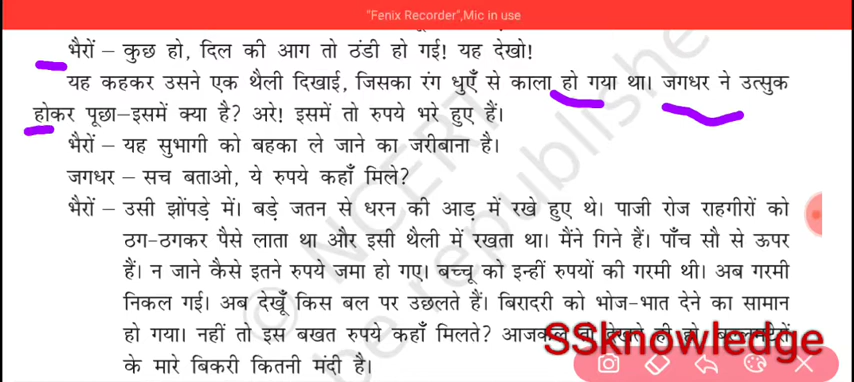 "Fenix Recorder",Mic in use
भैरों – कुछ हो, दिल की आग तो ठंडी हो गई! यह देखो!
यह कहकर उसने एक थैली दिखाई, जिसका रंग धुएँ से काला हो गया था। जगधर ने उत्सुक
होकर पूछा–इसमें क्या है? अरे! इसमें तो रुपये भरे हुए हैं।
भैरों – यह सुभागी को बहका ले जाने का जरीबाना है।
जगधर – सच बताओ, ये रुपये कहाँ मिले?
भैरों – उसी झोंपड़े में। बड़े जतन से धरन की आड़ में रखे हुए थे। पाजी रोज राहगीरों को
ठग-ठगकर पैसे लाता था और इसी थैली में रखता था। मैंने गिने हैं। पाँच सौ से ऊपर
हैं। न जाने कैसे इतने रुपये जमा हो गए। बच्चू को इन्हीं रुपयों की गरमी थी। अब गरमी
निकल गई। अब देखूँ किस बल पर उछलते हैं। बिरादरी को भोज-भात देने का सामान
हो गया। नहीं तो इस बखत रुपये कहाँ मिलते? आजकल
SSknowledge
के मारे बिकरी कितनी मंदी है।
© NCERT
be republished